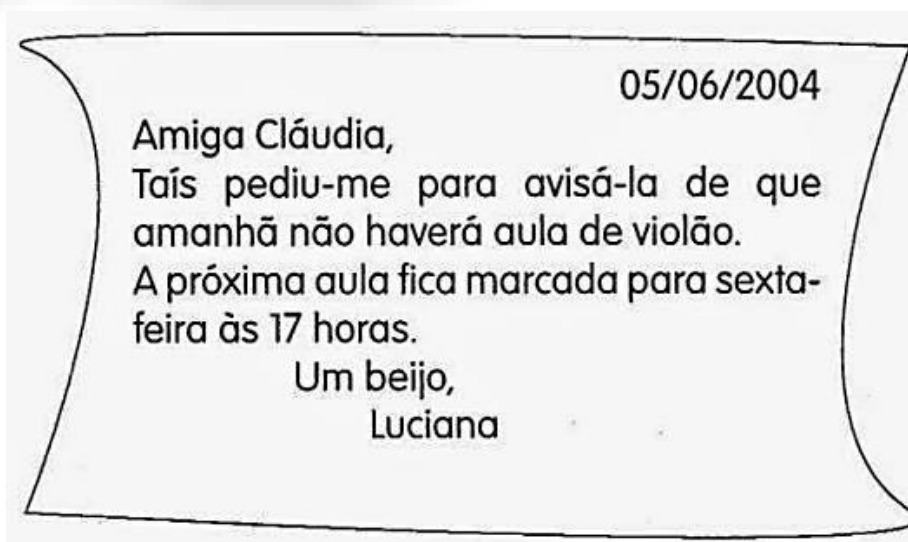 05/06/2004
Amiga Cláudia,
Taís pediu-me para avisá-la de que
amanhã não haverá aula de violão.
A próxima aula fica marcada para sexta-
feira às 17 horas.
Um beijo,
Luciana